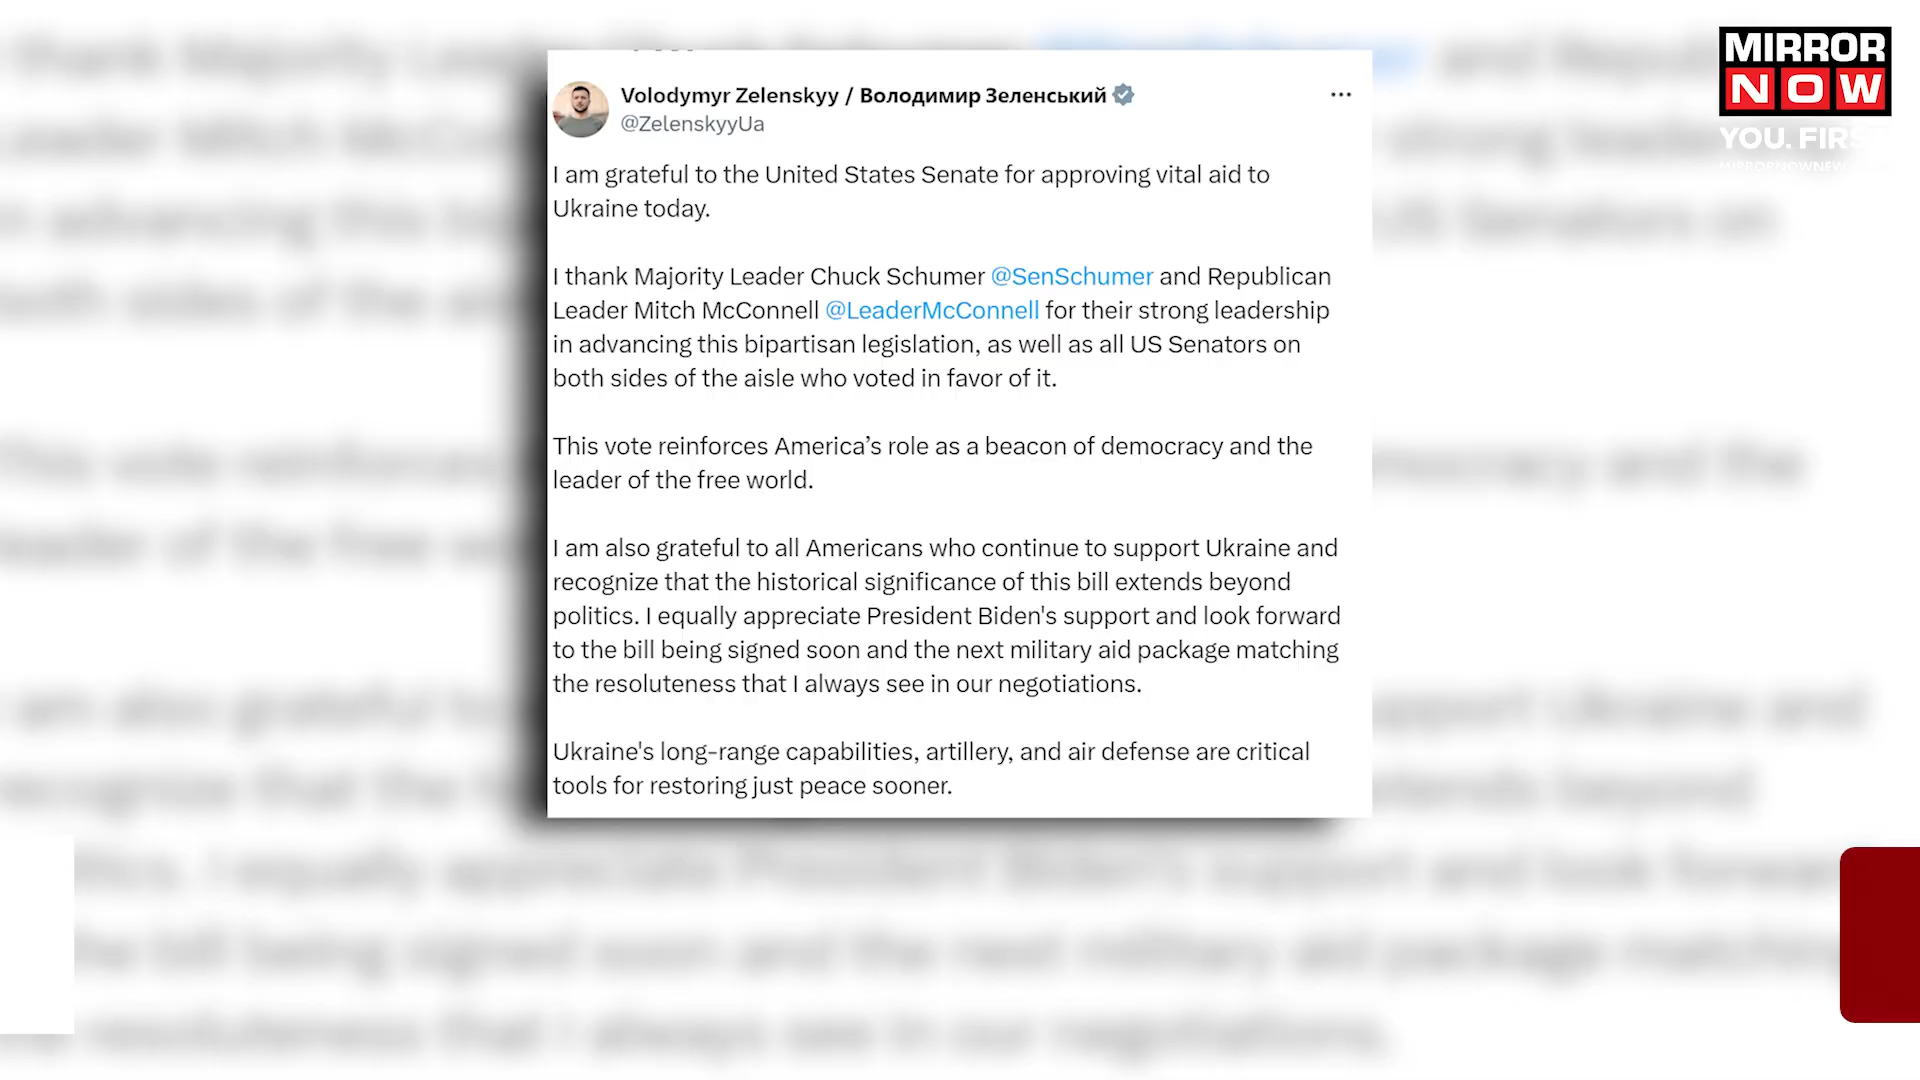 Volodymyr Zelenskyy / Володимир Зеленський
@ZelenskyyUa
I am grateful to the United States Senate for approving vital aid to
Ukraine today.
I thank Majority Leader Chuck Schumer @SenSchumer and Republican
Leader Mitch McConnell @LeaderMcConnell for their strong leadership
in advancing this bipartisan legislation, as well as all US Senators on
both sides of the aisle who voted in favor of it.
This vote reinforces America’s role as a beacon of democracy and the
leader of the free world.
I am also grateful to all Americans who continue to support Ukraine and
recognize that the historical significance of this bill extends beyond
politics. I equally appreciate President Biden's support and look forward
to the bill being signed soon and the next military aid package matching
the resoluteness that I always see in our negotiations.
Ukraine's long-range capabilities, artillery, and air defense are critical
tools for restoring just peace sooner.
MIRROR
NOW
YOU. FIRS